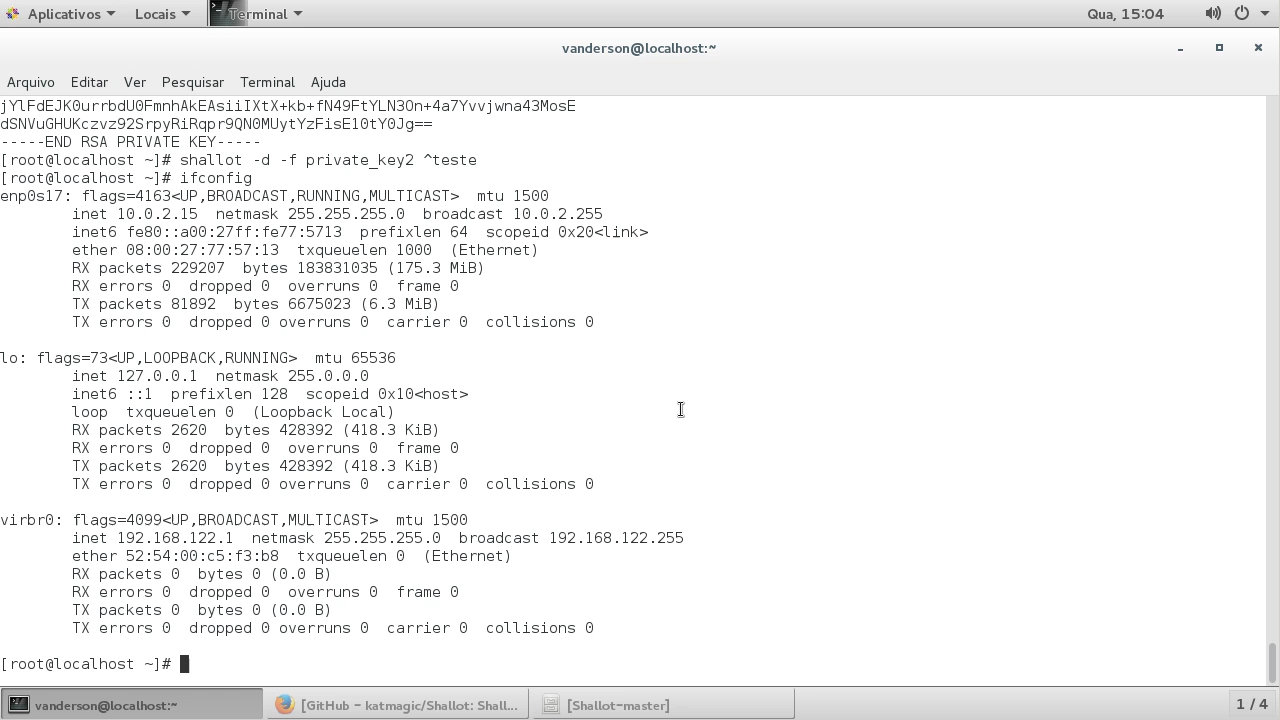 Aplicativos Locais Terminal Qua, 15:04
vanderson@localhost:~
Arquivo Editar Ver Pesquisar Terminal Ajuda
jYlFdEJK0urrbdU0FmnhAkEAsiiIXtX+kb+fN49FtYLN3On+4a7Yvvjwna43MosE
dSNVuGHUKczvz92SrpyRiRqpr9QN0MUytYzFisE10tY0Jg==
-----END RSA PRIVATE KEY-----
[root@localhost ~]# shallot -d -f private_key2 ^teste
[root@localhost ~]# ifconfig
enp0s17: flags=4163<UP,BROADCAST,RUNNING,MULTICAST>  mtu 1500
        inet 10.0.2.15  netmask 255.255.255.0  broadcast 10.0.2.255
        inet6 fe80::a00:27ff:fe77:5713  prefixlen 64  scopeid 0x20<link>
        ether 08:00:27:77:57:13  txqueuelen 1000  (Ethernet)
        RX packets 229207  bytes 183831035 (175.3 MiB)
        RX errors 0  dropped 0  overruns 0  frame 0
        TX packets 81892  bytes 6675023 (6.3 MiB)
        TX errors 0  dropped 0 overruns 0  carrier 0  collisions 0
lo: flags=73<UP,LOOPBACK,RUNNING>  mtu 65536
        inet 127.0.0.1  netmask 255.0.0.0
        inet6 ::1  prefixlen 128  scopeid 0x10<host>
        loop  txqueuelen 0  (Loopback Local)
        RX packets 2620  bytes 428392 (418.3 KiB)
        RX errors 0  dropped 0  overruns 0  frame 0
        TX packets 2620  bytes 428392 (418.3 KiB)
        TX errors 0  dropped 0 overruns 0  carrier 0  collisions 0
virbr0: flags=4099<UP,BROADCAST,MULTICAST>  mtu 1500
        inet 192.168.122.1  netmask 255.255.255.0  broadcast 192.168.122.255
        ether 52:54:00:c5:f3:b8  txqueuelen 0  (Ethernet)
        RX packets 0  bytes 0 (0.0 B)
        RX errors 0  dropped 0  overruns 0  frame 0
        TX packets 0  bytes 0 (0.0 B)
        TX errors 0  dropped 0 overruns 0  carrier 0  collisions 0
[root@localhost ~]#
vanderson@localhost:~ [GitHub - katmagic/Shallot: Shall... [Shallot-master] 1 / 4